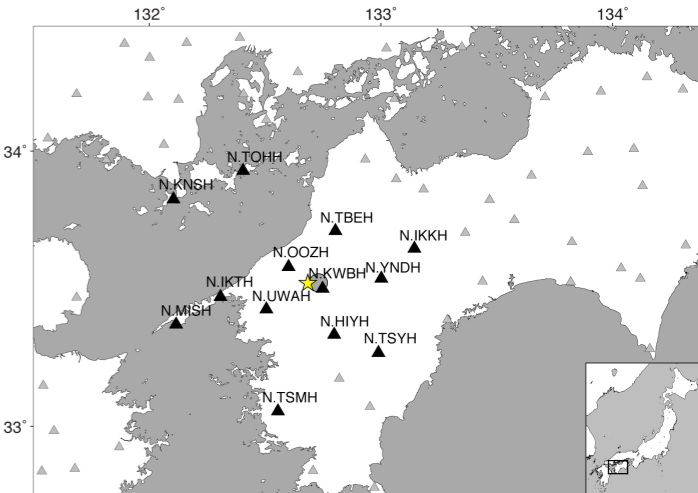 132° 133° 134°
34°
33°
N.TOHH
N.KNSH
N.TBEH
N.IKKH
N.OOZH
N.KWBH
N.YNDH
N.IKTH
N.UWAH
N.MISH
N.HIYH
N.TSYH
N.TSMH